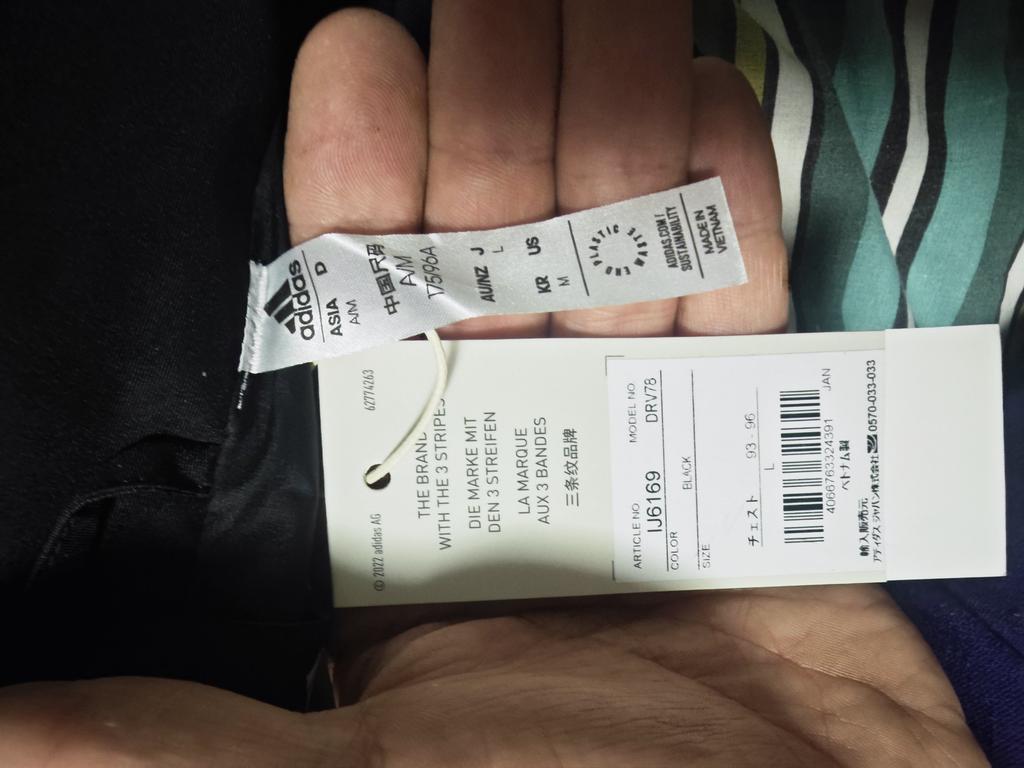 adidas
D
ASIA
A/M
中国尺码
A/M
175/96A
AU/NZ J
L
KR US
M
END PLASTIC WASTE
ADIDAS.COM/
SUSTAINABILITY
MADE IN
VIETNAM
© 2022 adidas AG 62774263
THE BRAND
WITH THE 3 STRIPES
DIE MARKE MIT
DEN 3 STREIFEN
LA MARQUE
AUX 3 BANDES
三条纹品牌
ARTICLE NO MODEL NO
IJ6169 DRV78
COLOR
BLACK
SIZE
チェスト 93 - 96
L
4066763324391 JAN
ベトナム製
輸入販売元
アディダス ジャパン株式会社 0570-033-033